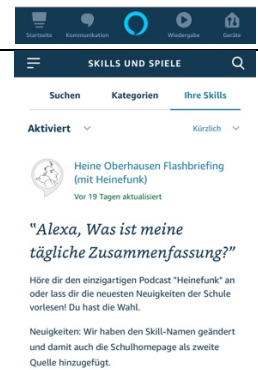 Startseite Kommunikation Wiedergabe Geräte
SKILLS UND SPIELE
Suchen Kategorien Ihre Skills
Aktiviert Kürzlich
Heine Oberhausen Flashbriefing
(mit Heinefunk)
Vor 19 Tagen aktualisiert
"Alexa, Was ist meine
tägliche Zusammenfassung?"
Höre dir den einzigartigen Podcast "Heinefunk" an
oder lass dir die neuesten Neuigkeiten der Schule
vorlesen! Du hast die Wahl.
Neuigkeiten: Wir haben den Skill-Namen geändert
und damit auch die Schulhomepage als zweite
Quelle hinzugefügt.